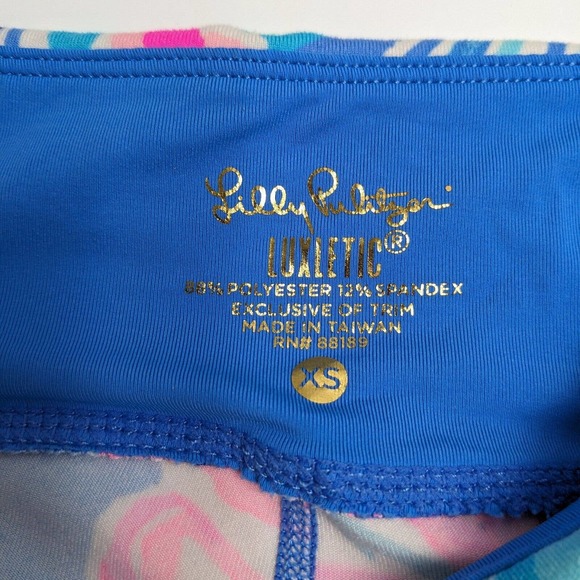 Lilly Pulitzer
LUXLETIC®
88% POLYESTER 12% SPANDEX
EXCLUSIVE OF TRIM
MADE IN TAIWAN
RN# 88189
XS